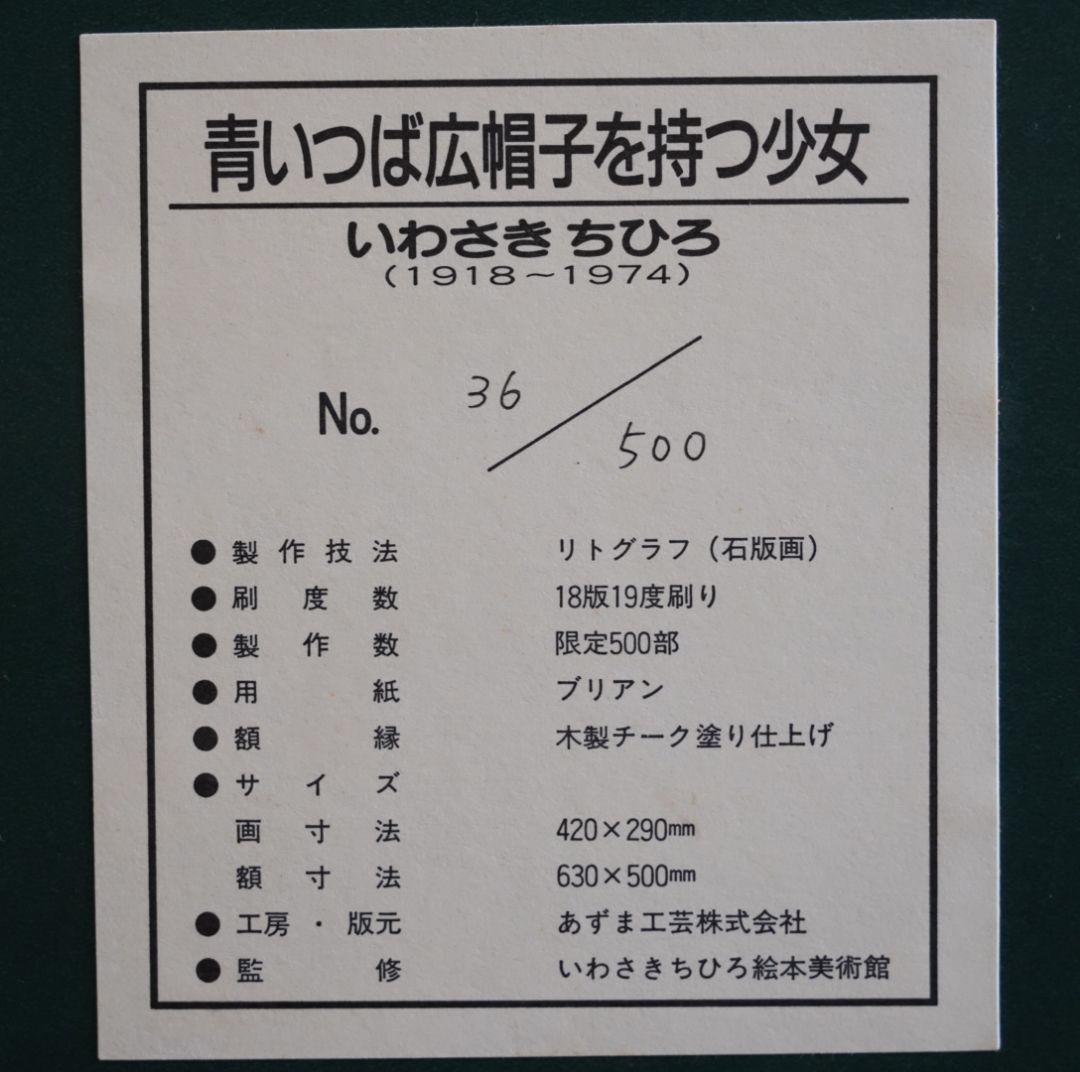 青いつば広帽子を持つ少女
いわさき ちひろ
(1918~1974)
No. 36/500
●製作技法 リトグラフ(石版画)
●刷度数 18版19度刷り
●製作数 限定500部
●用紙 ブリアン
●額縁 木製チーク塗り仕上げ
●サイズ
画寸法 420×290mm
額寸法 630×500mm
●工房・版元 あずま工芸株式会社
●監修 いわさきちひろ絵本美術館